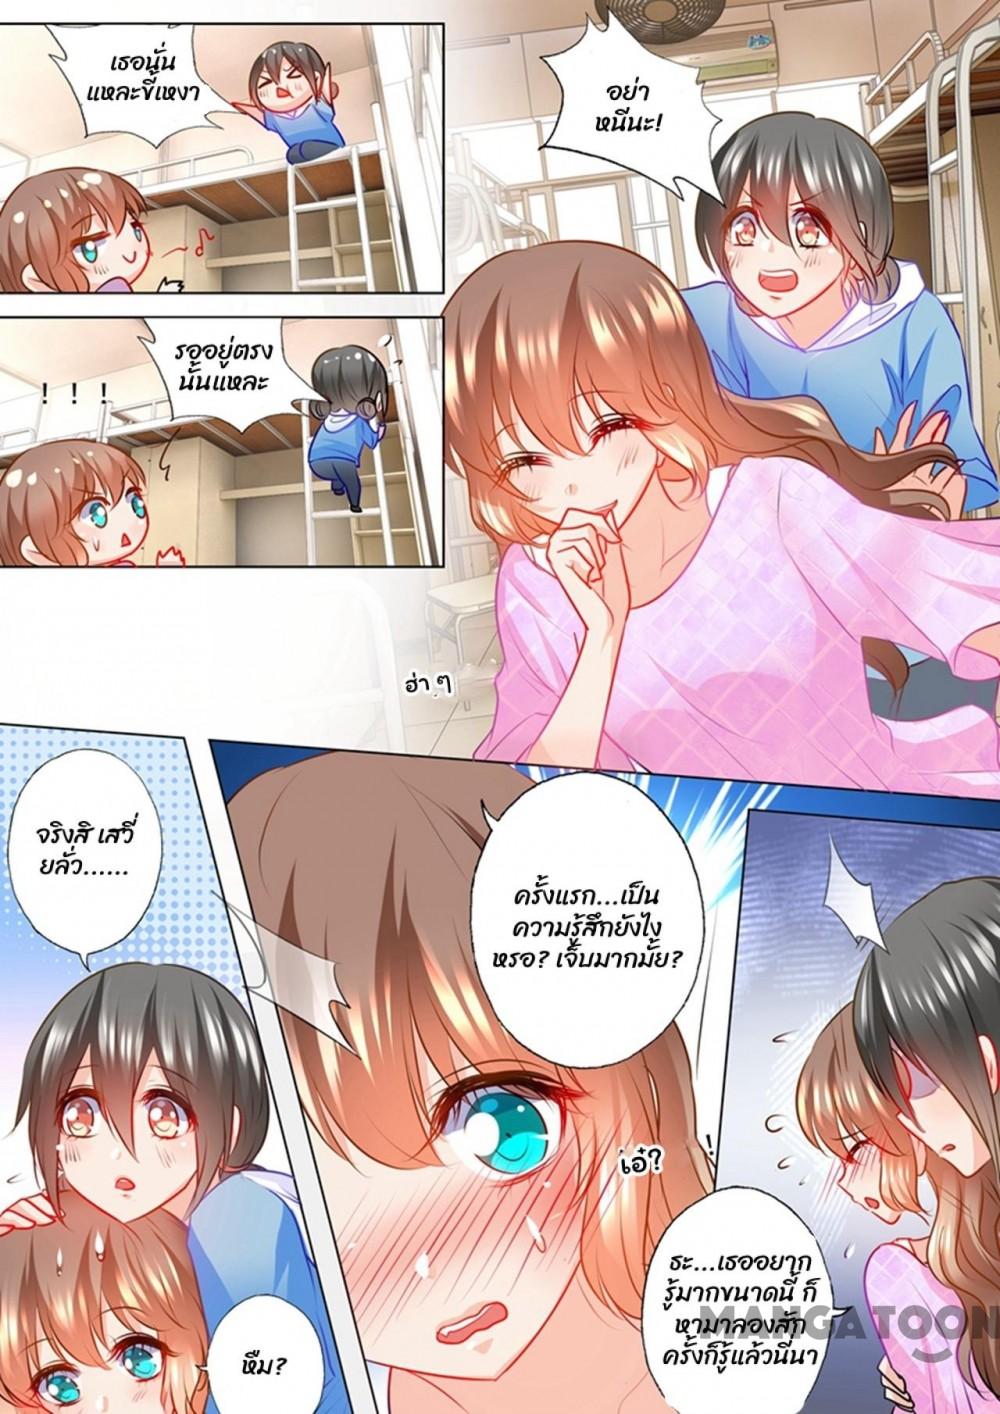 เธอนั่น
แหละขี้เหงา
อย่า
หนีนะ!
! ! !
รออยู่ตรง
นั้นแหละ
ฮ่า ๆ
จริงสิ เสวี่
ยลั่ว......
หืม?
ครั้งแรก...เป็น
ความรู้สึกยังไง
หรอ? เจ็บมากมั้ย?
เอ๋?
!
ธะ...เธออยาก
รู้มากขนาดนี้ ก็
หามาลองสัก
ครั้งก็รู้แล้วนี่นา
MANGATOON